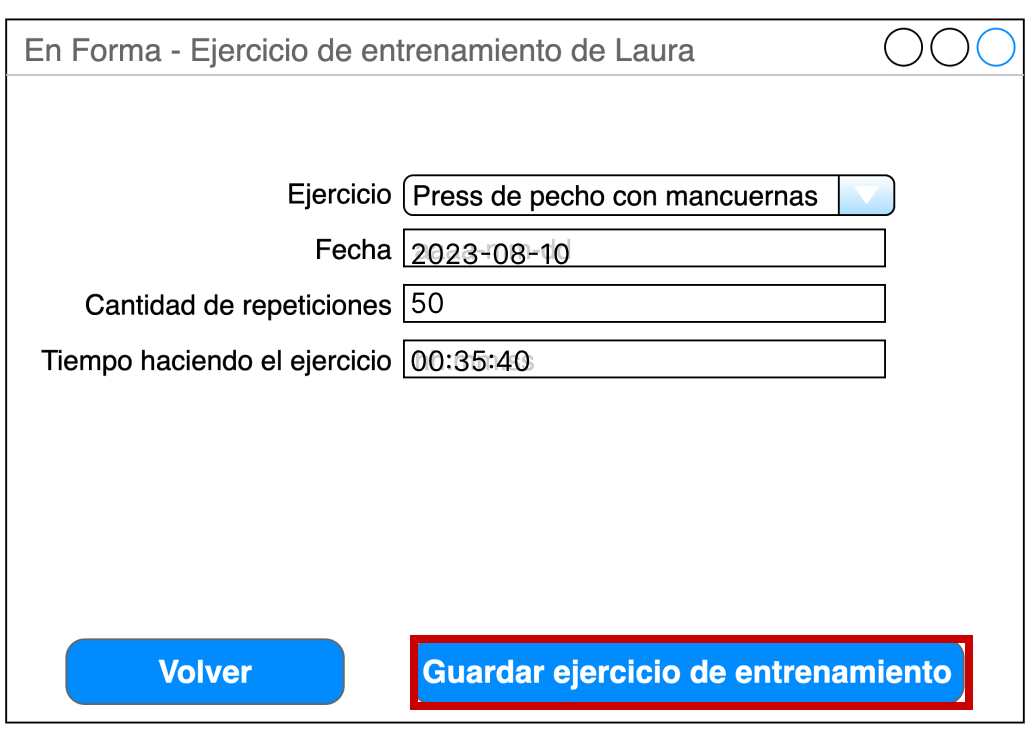 En Forma - Ejercicio de entrenamiento de Laura
Ejercicio Press de pecho con mancuernas
Fecha 2023-08-10
Cantidad de repeticiones 50
Tiempo haciendo el ejercicio 00:35:40
Volver Guardar ejercicio de entrenamiento